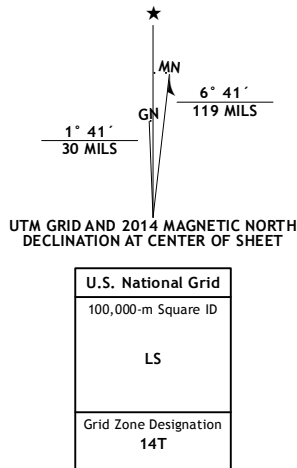 ★
MN
6° 41´
119 MILS
GN
1° 41´
30 MILS
UTM GRID AND 2014 MAGNETIC NORTH
DECLINATION AT CENTER OF SHEET
U.S. National Grid
100,000-m Square ID
LS
Grid Zone Designation
14T